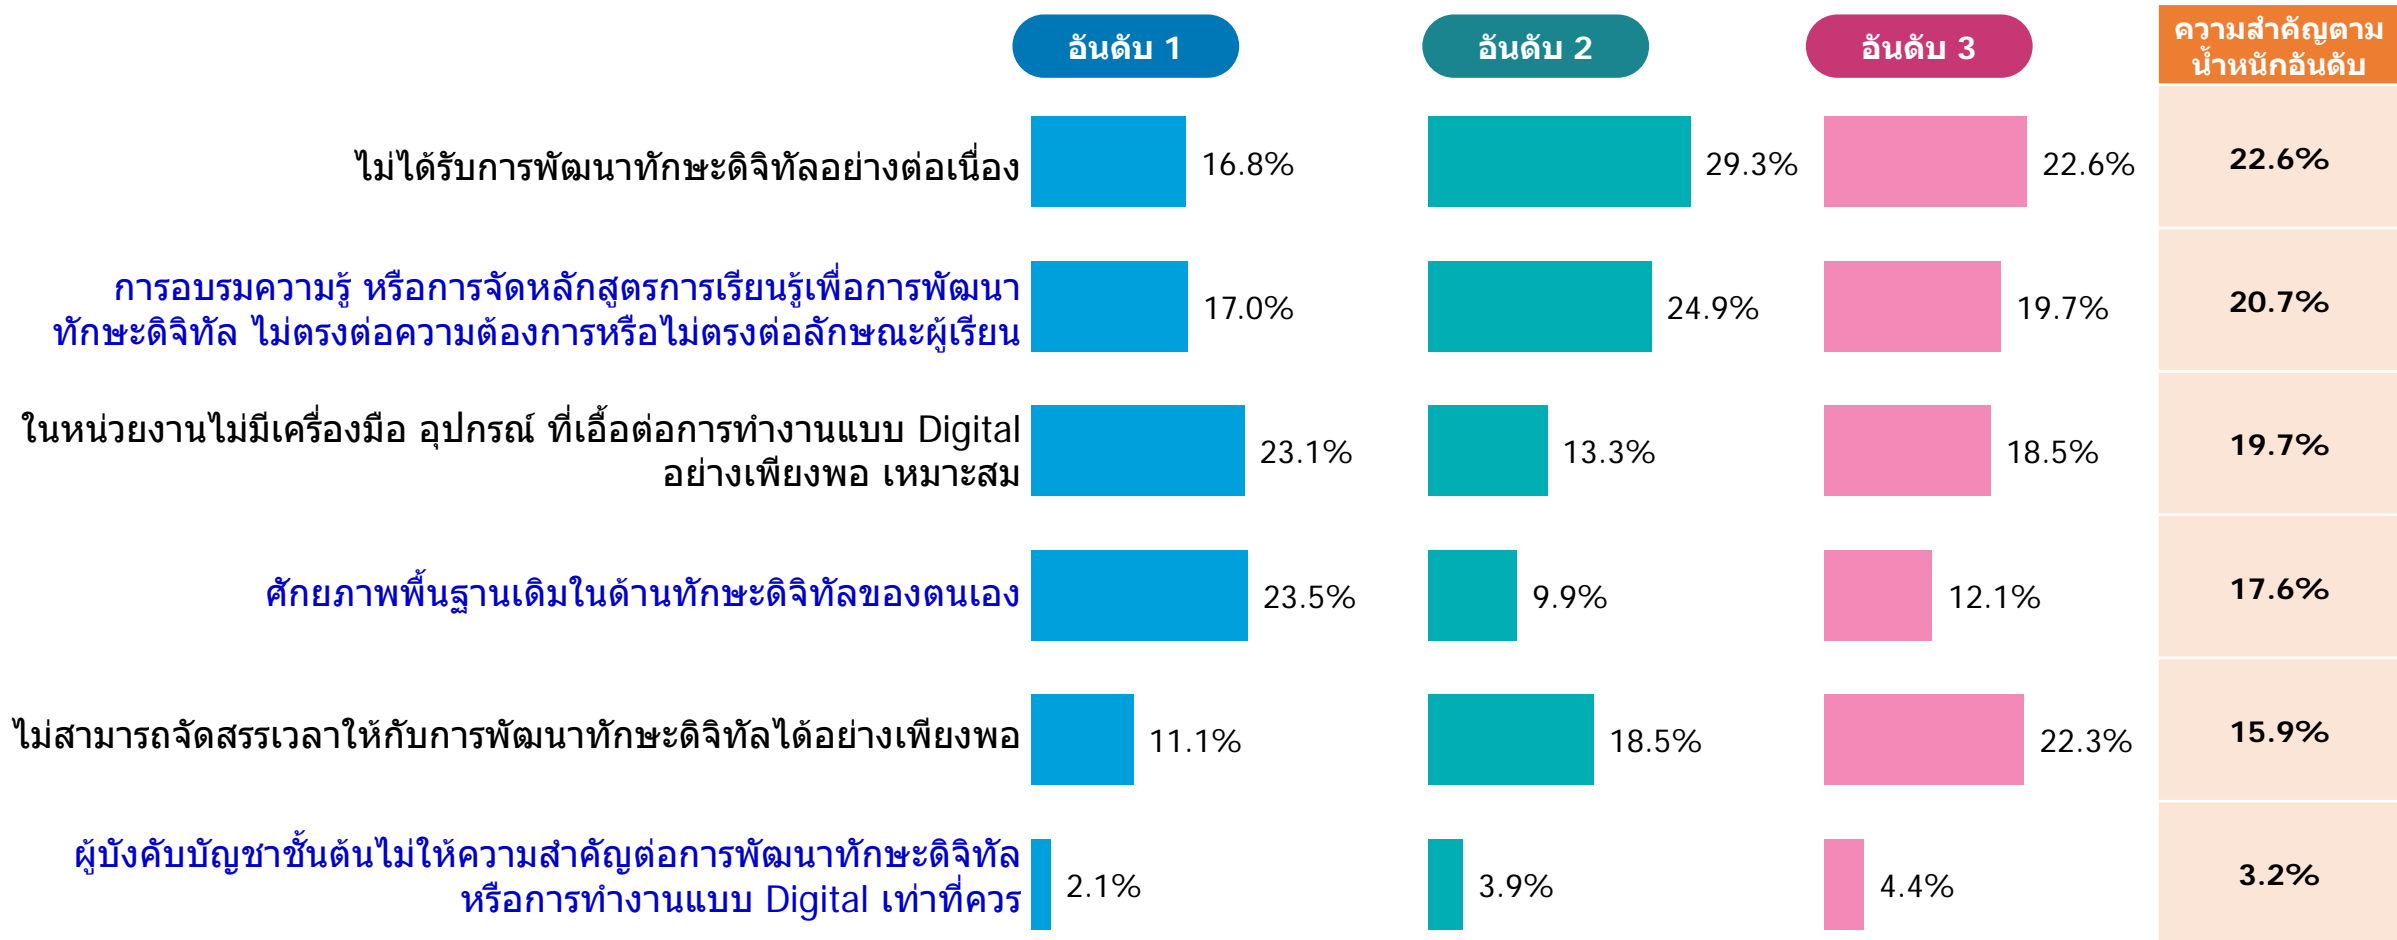 อันดับ 1 อันดับ 2 อันดับ 3 ความสำคัญตาม
น้ำหนักอันดับ
ไม่ได้รับการพัฒนาทักษะดิจิทัลอย่างต่อเนื่อง 16.8% 29.3% 22.6% 22.6%
การอบรมความรู้ หรือการจัดหลักสูตรการเรียนรู้เพื่อการพัฒนา
ทักษะดิจิทัล ไม่ตรงต่อความต้องการหรือไม่ตรงต่อลักษณะผู้เรียน 17.0% 24.9% 19.7% 20.7%
ในหน่วยงานไม่มีเครื่องมือ อุปกรณ์ ที่เอื้อต่อการทำงานแบบ Digital
อย่างเพียงพอ เหมาะสม 23.1% 13.3% 18.5% 19.7%
ศักยภาพพื้นฐานเดิมในด้านทักษะดิจิทัลของตนเอง 23.5% 9.9% 12.1% 17.6%
ไม่สามารถจัดสรรเวลาให้กับการพัฒนาทักษะดิจิทัลได้อย่างเพียงพอ 11.1% 18.5% 22.3% 15.9%
ผู้บังคับบัญชาชั้นต้นไม่ให้ความสำคัญต่อการพัฒนาทักษะดิจิทัล
หรือการทำงานแบบ Digital เท่าที่ควร 2.1% 3.9% 4.4% 3.2%